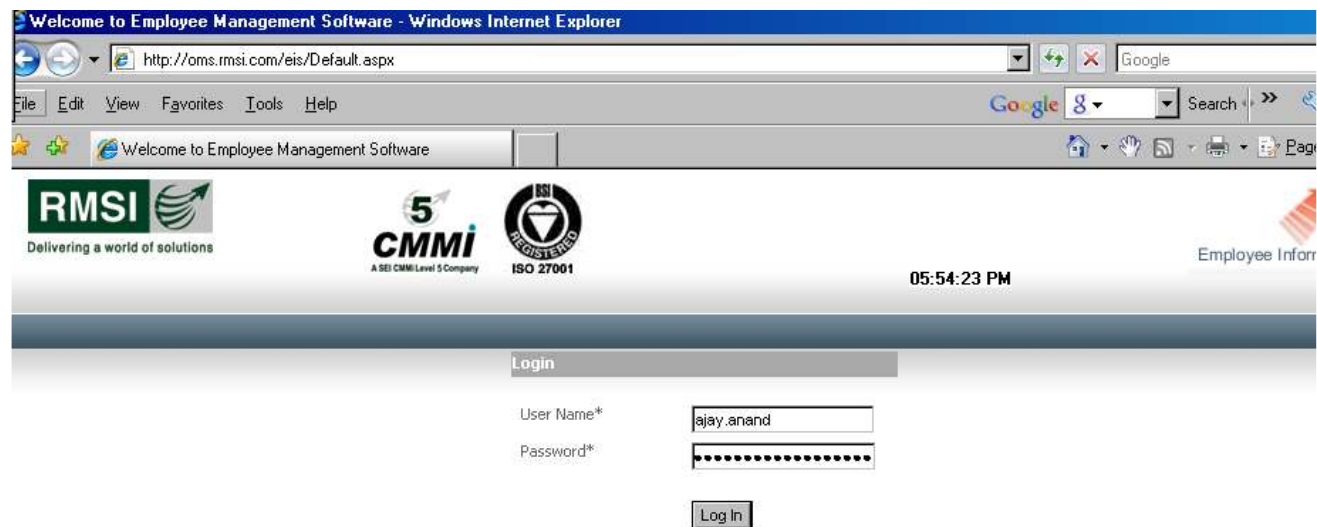 Welcome to Employee Management Software - Windows Internet Explorer
http://oms.rmsi.com/eis/Default.aspx
Google
File Edit View Favorites Tools Help
Google
Search
Welcome to Employee Management Software
RMSI
Delivering a world of solutions
5
CMMi
A SEI CMMi Level 5 Company
BSI
REGISTERED
ISO 27001
Employee Infor
05:54:23 PM
Login
User Name*
ajay.anand
Password*
Log In